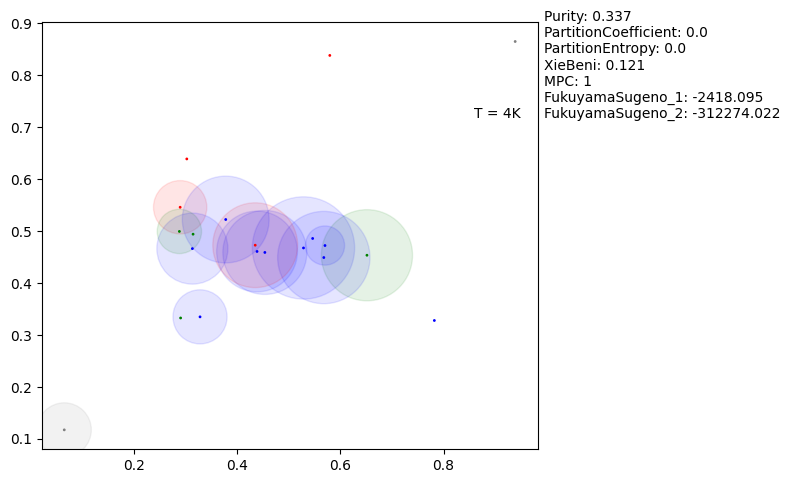 0.9
0.8
0.7
0.6
0.5
0.4
0.3
0.2
0.1
0.2
0.4
0.6
0.8
T = 4K
Purity: 0.337
PartitionCoefficient: 0.0
PartitionEntropy: 0.0
XieBeni: 0.121
MPC: 1
FukuyamaSugeno_1: -2418.095
FukuyamaSugeno_2: -312274.022